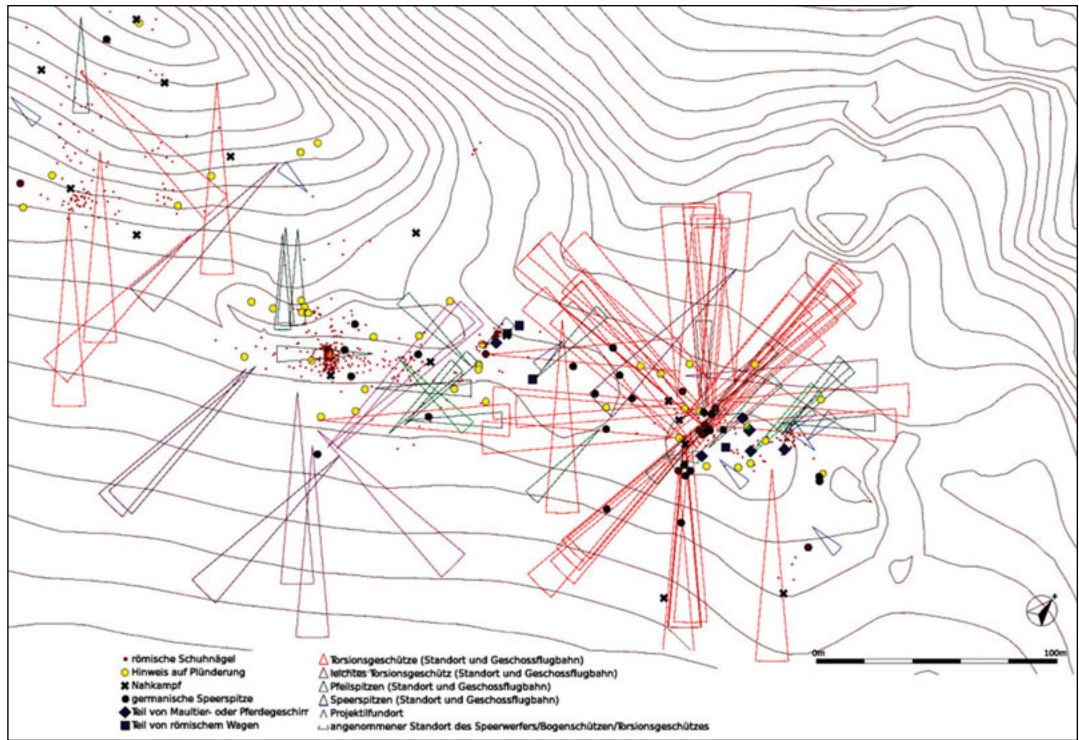 römische Schuhnägel
Hinweis auf Plünderung
Nahkampf
germanische Speerspitze
Teil von Maultier- oder Pferdegeschirr
Teil von römischem Wagen
Torsionsgeschütze (Standort und Geschossflugbahn)
leichtes Torsionsgeschütz (Standort und Geschossflugbahn)
Pfeilspitzen (Standort und Geschossflugbahn)
Speerspitzen (Standort und Geschossflugbahn)
Projektilfundort
angenommener Standort des Speerwerfers/Bogenschützen/Torsionsgeschützes
0m 100m